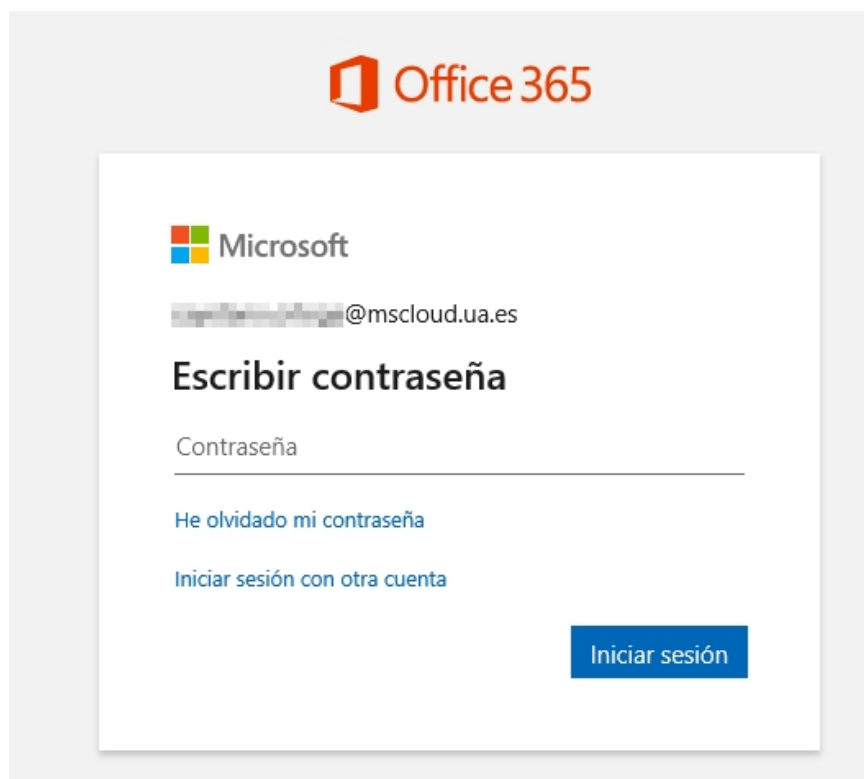 Office 365
Microsoft
@mscloud.ua.es
Escribir contraseña
Contraseña
He olvidado mi contraseña
Iniciar sesión con otra cuenta
Iniciar sesión